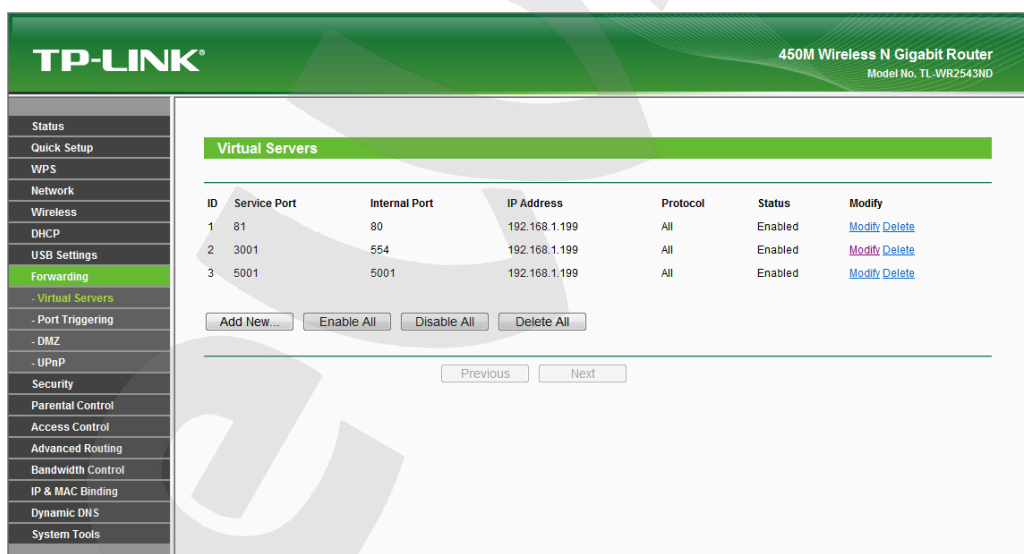 TP-LINK®
450M Wireless N Gigabit Router
Model No. TL-WR2543ND
Status
Quick Setup
WPS
Network
Wireless
DHCP
USB Settings
Forwarding
- Virtual Servers
- Port Triggering
- DMZ
- UPnP
Security
Parental Control
Access Control
Advanced Routing
Bandwidth Control
IP & MAC Binding
Dynamic DNS
System Tools
Virtual Servers
ID Service Port Internal Port IP Address Protocol Status Modify
1 81 80 192.168.1.199 All Enabled Modify Delete
2 3001 554 192.168.1.199 All Enabled Modify Delete
3 5001 5001 192.168.1.199 All Enabled Modify Delete
Add New... Enable All Disable All Delete All
Previous Next